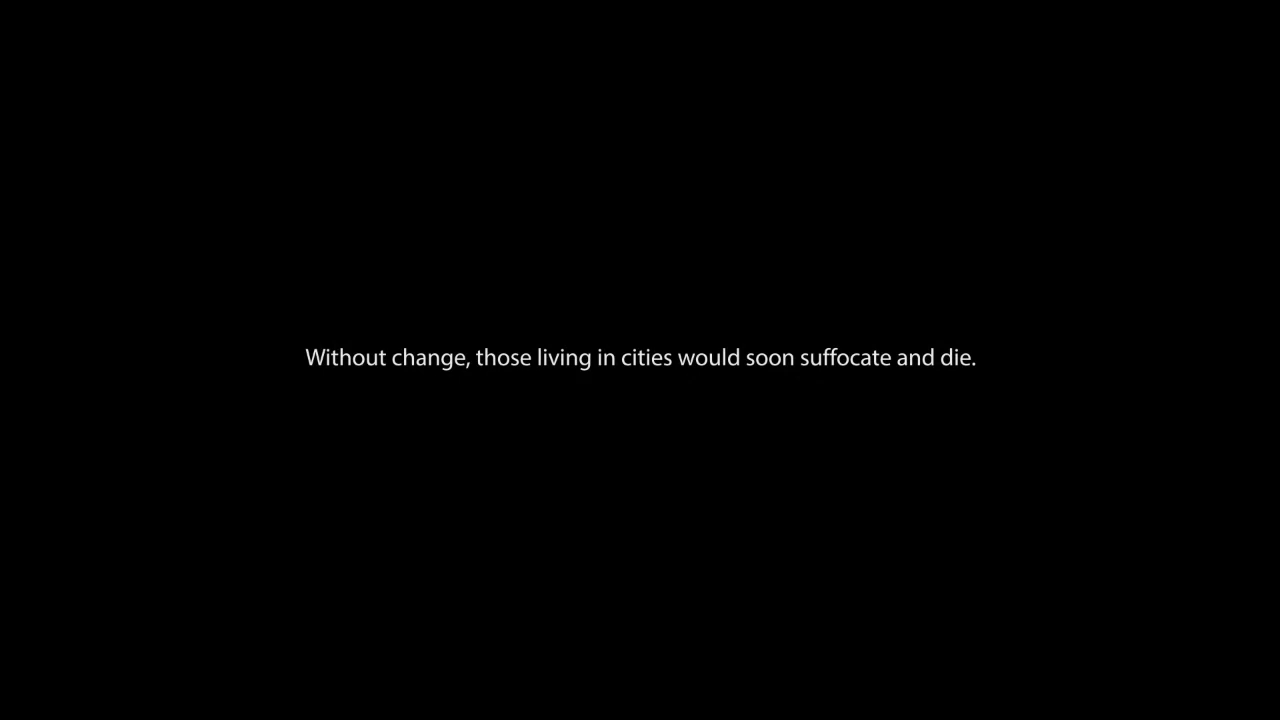 Without change, those living in cities would soon suffocate and die.